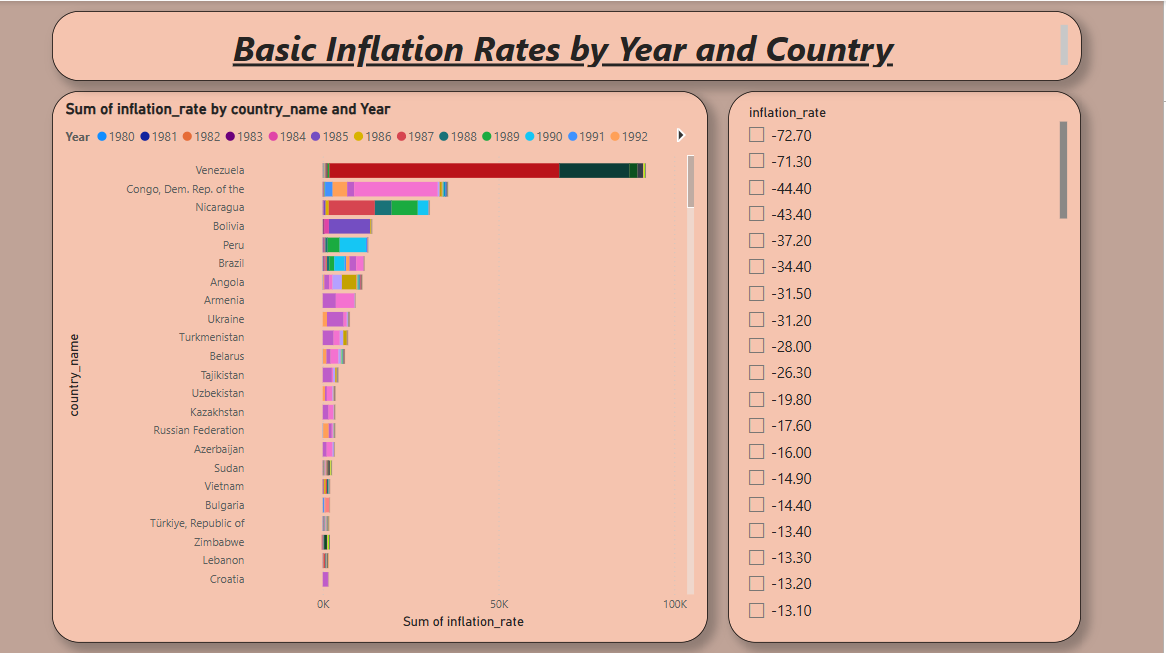 Basic Inflation Rates by Year and Country
Sum of inflation_rate by country_name and Year
Year 1980 1981 1982 1983 1984 1985 1986 1987 1988 1989 1990 1991 1992
country_name
Venezuela
Congo, Dem. Rep. of the
Nicaragua
Bolivia
Peru
Brazil
Angola
Armenia
Ukraine
Turkmenistan
Belarus
Tajikistan
Uzbekistan
Kazakhstan
Russian Federation
Azerbaijan
Sudan
Vietnam
Bulgaria
Türkiye, Republic of
Zimbabwe
Lebanon
Croatia
0K 50K 100K
Sum of inflation_rate
inflation_rate
-72.70
-71.30
-44.40
-43.40
-37.20
-34.40
-31.50
-31.20
-28.00
-26.30
-19.80
-17.60
-16.00
-14.90
-14.40
-13.40
-13.30
-13.20
-13.10